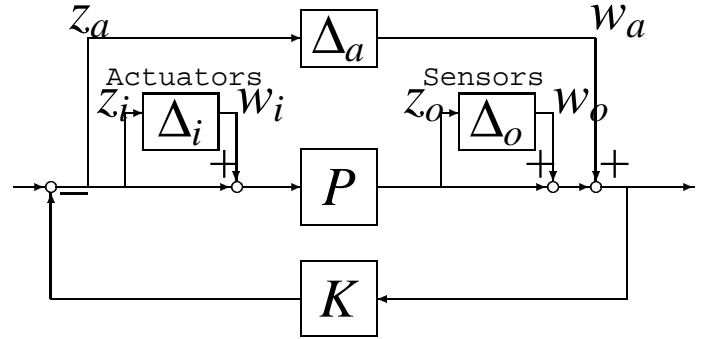 z_a Δ_a w_a
Actuators Sensors
z_i Δ_i w_i z_o Δ_o w_o
+ + +
P
−
K